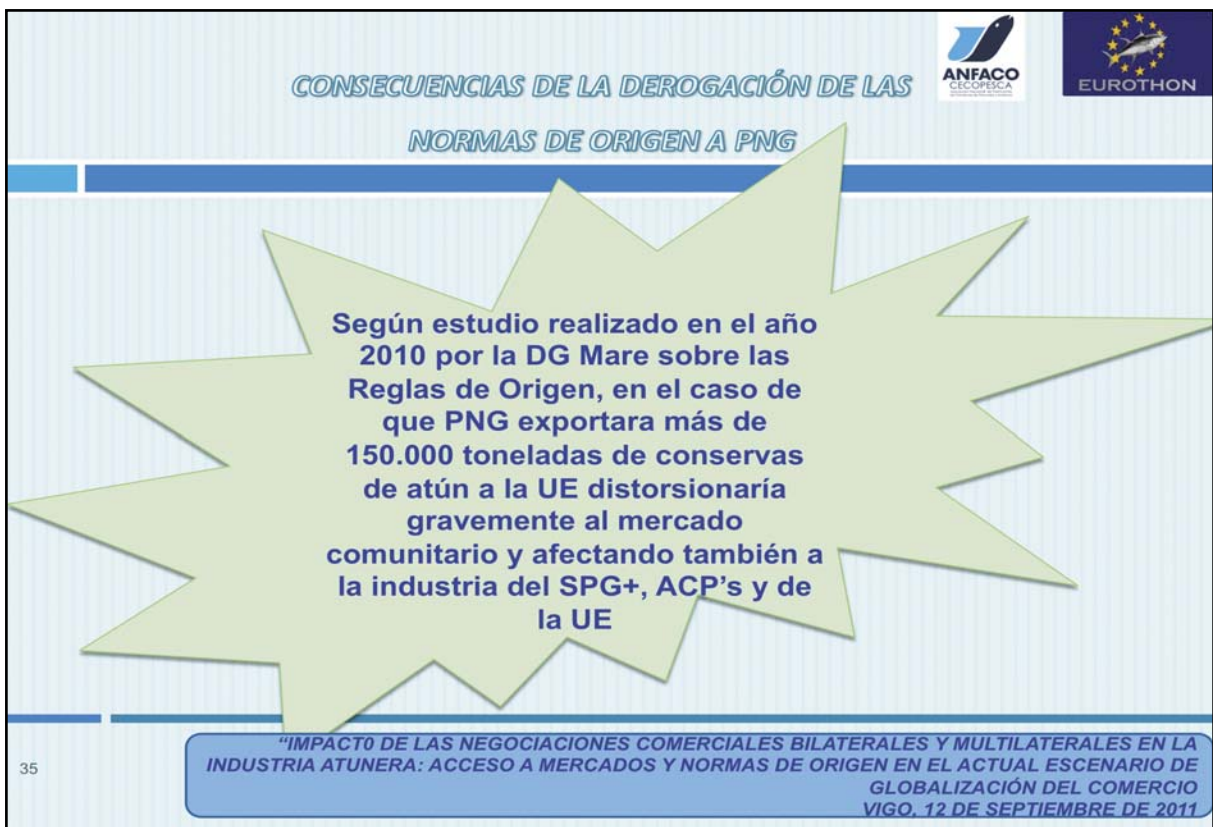 ANFACO
CECOPESCA
EUROTHON
CONSECUENCIAS DE LA DEROGACIÓN DE LAS
NORMAS DE ORIGEN A PNG
Según estudio realizado en el año
2010 por la DG Mare sobre las
Reglas de Origen, en el caso de
que PNG exportara más de
150.000 toneladas de conservas
de atún a la UE distorsionaría
gravemente al mercado
comunitario y afectando también a
la industria del SPG+, ACP’s y de
la UE
35
“IMPACT0 DE LAS NEGOCIACIONES COMERCIALES BILATERALES Y MULTILATERALES EN LA
INDUSTRIA ATUNERA: ACCESO A MERCADOS Y NORMAS DE ORIGEN EN EL ACTUAL ESCENARIO DE
GLOBALIZACIÓN DEL COMERCIO
VIGO, 12 DE SEPTIEMBRE DE 2011